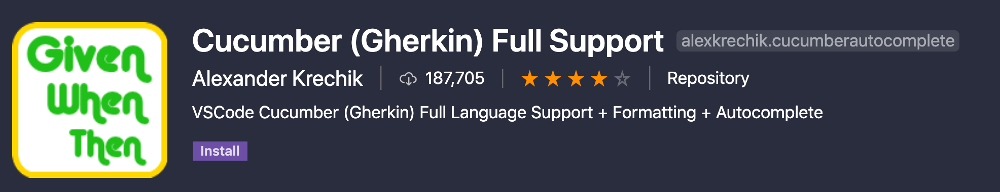 Given
When
Then
Cucumber (Gherkin) Full Support alexkrechik.cucumberautocomplete
Alexander Krechik 187,705 Repository
VSCode Cucumber (Gherkin) Full Language Support + Formatting + Autocomplete
Install